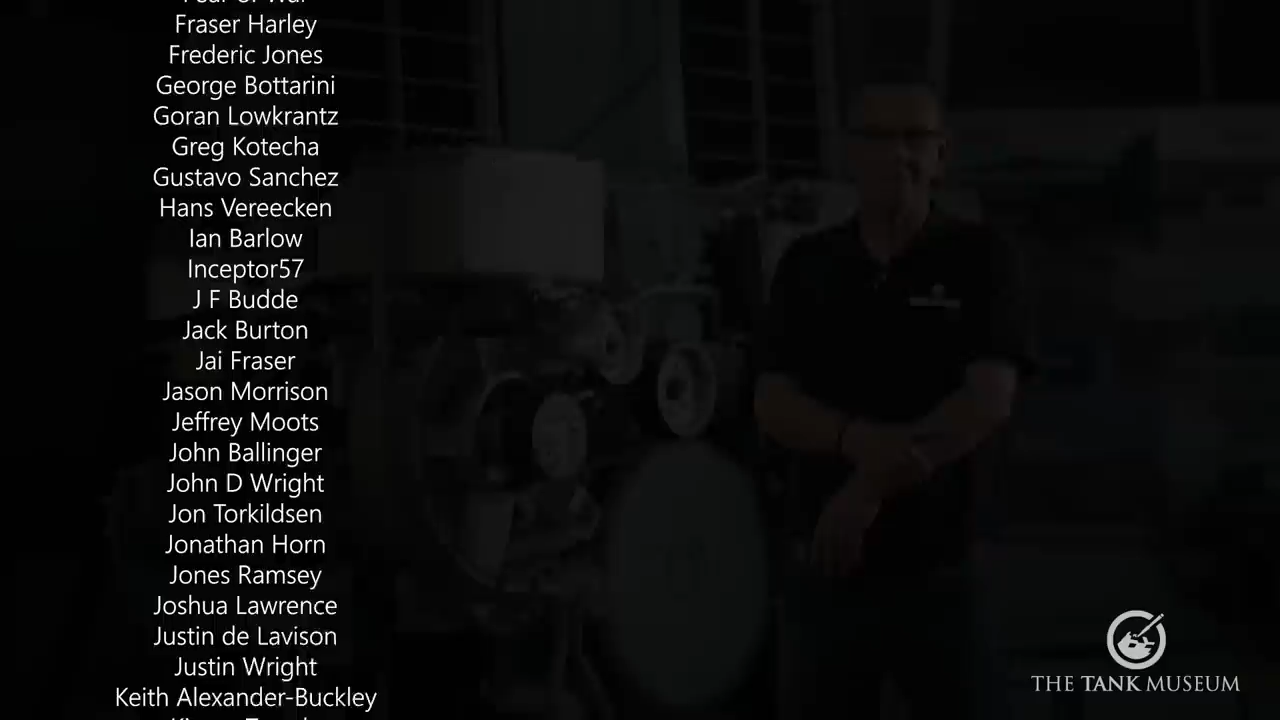 Fraser Harley
Frederic Jones
George Bottarini
Goran Lowkrantz
Greg Kotecha
Gustavo Sanchez
Hans Vereecken
Ian Barlow
Inceptor57
J F Budde
Jack Burton
Jai Fraser
Jason Morrison
Jeffrey Moots
John Ballinger
John D Wright
Jon Torkildsen
Jonathan Horn
Jones Ramsey
Joshua Lawrence
Justin de Lavison
Justin Wright
Keith Alexander-Buckley
THE TANK MUSEUM